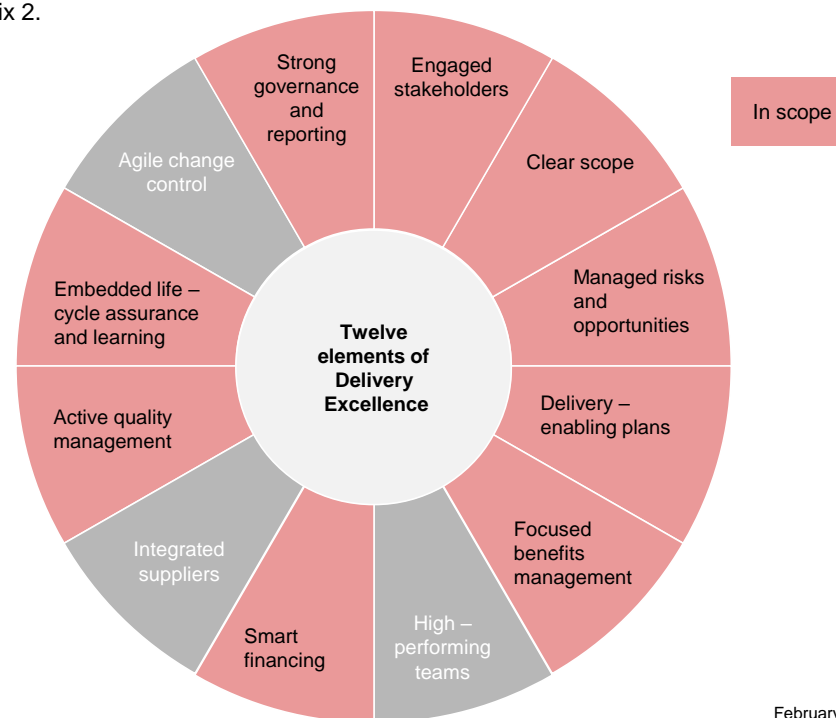 ix 2.
Strong
governance
and
reporting
Engaged
stakeholders
In scope
Clear scope
Agile change
control
Managed risks
and
opportunities
Embedded life –
cycle assurance
and learning
Twelve
elements of
Delivery
Excellence
Delivery –
enabling plans
Active quality
management
Focused
benefits
management
Integrated
suppliers
High –
performing
teams
Smart
financing
February